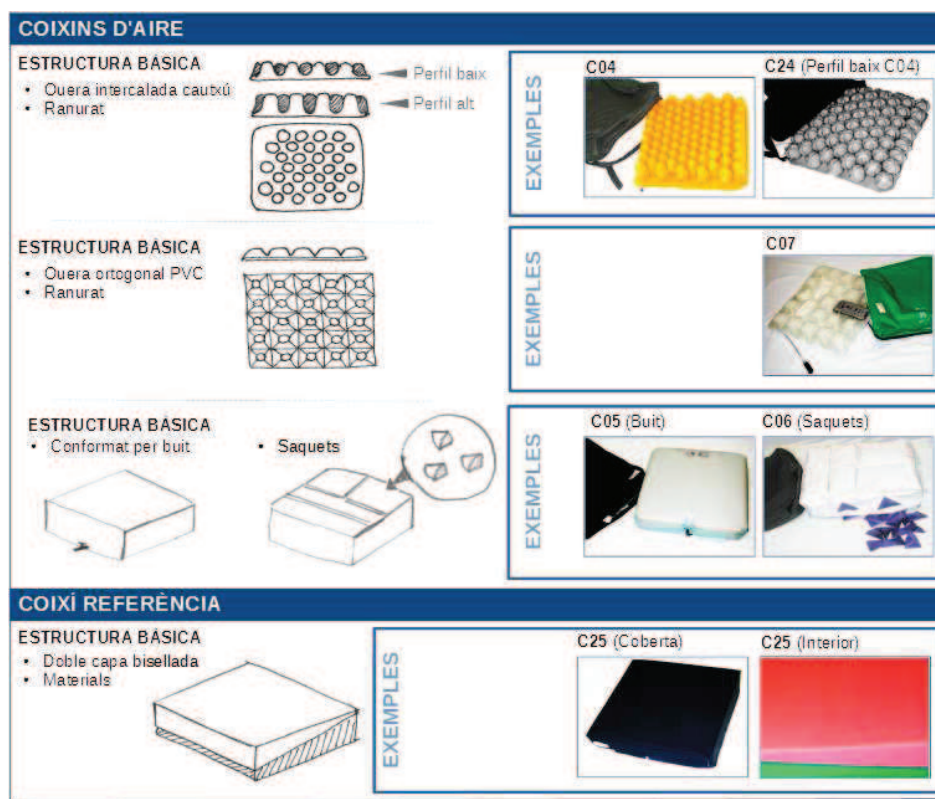 COIXINS D'AIRE
ESTRUCTURA BÀSICA
• Ouera intercalada cautxú
• Ranurat
Perfil baix
Perfil alt
EXEMPLES
C04
C24 (Perfil baix C04)
ESTRUCTURA BÀSICA
• Ouera ortogonal PVC
• Ranurat
EXEMPLES
C07
ESTRUCTURA BÀSICA
• Conformat per buit
• Saquets
EXEMPLES
C05 (Buit)
C06 (Saquets)
COIXÍ REFERÈNCIA
ESTRUCTURA BÀSICA
• Doble capa bisellada
• Materials
EXEMPLES
C25 (Coberta)
C25 (Interior)